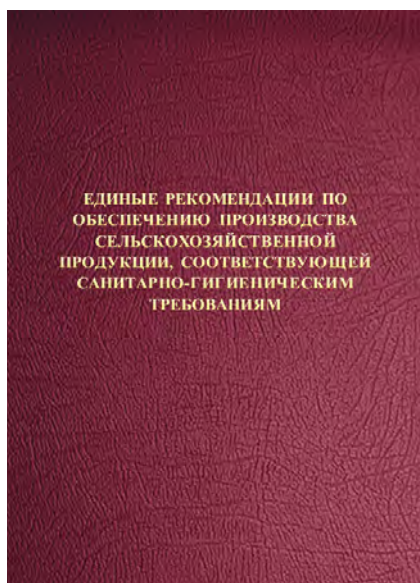 ЕДИНЫЕ РЕКОМЕНДАЦИИ ПО
ОБЕСПЕЧЕНИЮ ПРОИЗВОДСТВА
СЕЛЬСКОХОЗЯЙСТВЕННОЙ
ПРОДУКЦИИ, СООТВЕТСТВУЮЩЕЙ
САНИТАРНО-ГИГИЕНИЧЕСКИМ
ТРЕБОВАНИЯМ